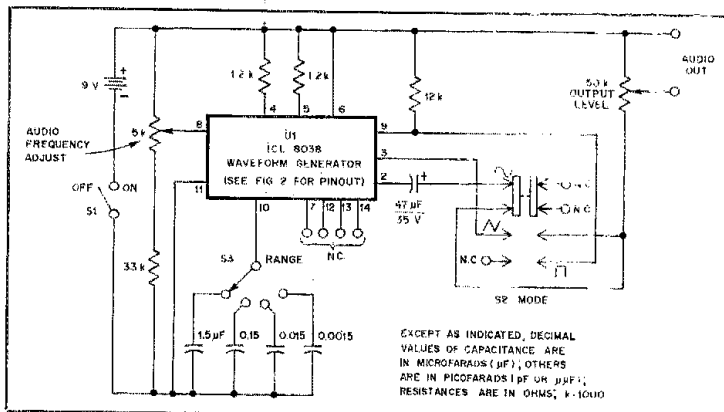 AUDIO OUT
9 V
+
–
1.2 k
1.2 k
12 k
50 k OUTPUT LEVEL
4
5
6
8
5k
AUDIO FREQUENCY ADJUST
U1
ICL 8038
WAVEFORM GENERATOR
(SEE FIG 2 FOR PINOUT)
9
3
2
11
10
7 12 13 14
N.C.
+
47 µF
35 V
N.C.
N.C.
N.C
S2 MODE
OFF
ON
S1
33 k
S3
RANGE
1.5 µF
0.15
0.015
0.0015
EXCEPT AS INDICATED, DECIMAL
VALUES OF CAPACITANCE ARE
IN MICROFARADS (µF); OTHERS
ARE IN PICOFARADS (pF OR µµF);
RESISTANCES ARE IN OHMS; k=1000